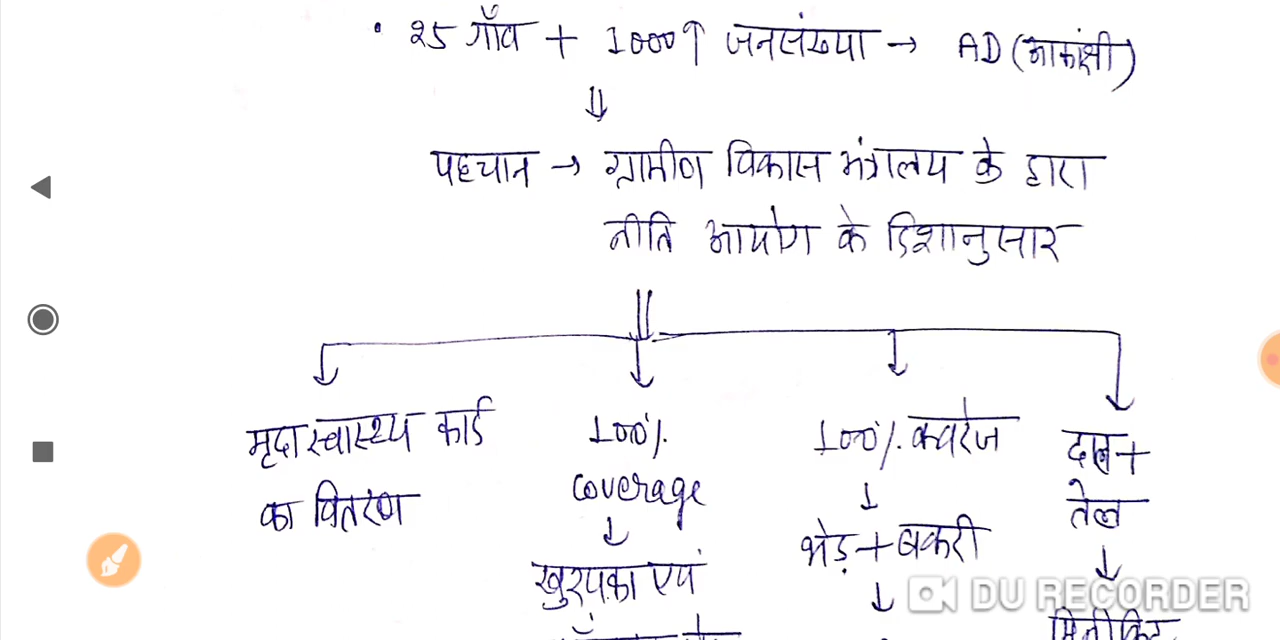 • 25 गाँव + 1000↑ जनसंख्या → AD (आकांक्षी)
पहचान → ग्रामीण विकास मंत्रालय के द्वारा
नीति आयोग के दिशानुसार
मृदा स्वास्थ्य कार्ड
का वितरण
100%
coverage
खुरपका एवं
100% कवरेज
भेड़ + बकरी
दाल +
तेल
मिनीकिट
DU RECORDER